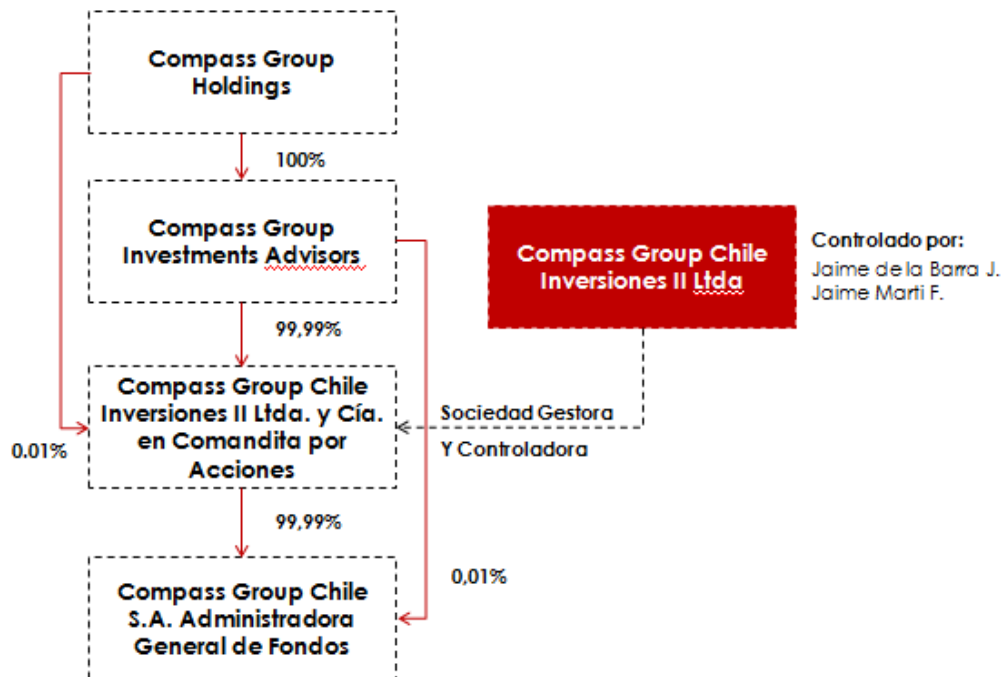 Compass Group
Holdings
100%
Compass Group
Investments Advisors
Compass Group Chile
Inversiones II Ltda
Controlado por:
Jaime de la Barra J.
Jaime Marti F.
99,99%
Compass Group Chile
Inversiones II Ltda. y Cía.
en Comandita por
Acciones
0.01%
Sociedad Gestora
Y Controladora
99,99%
0,01%
Compass Group Chile
S.A. Administradora
General de Fondos